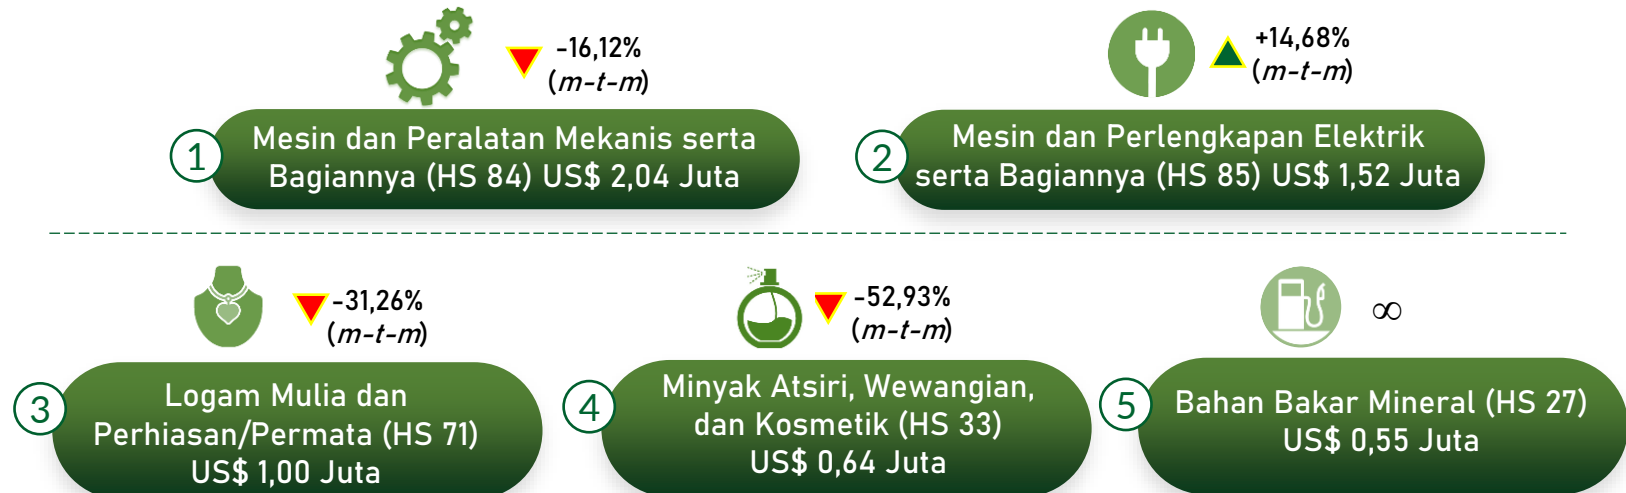 -16,12%
(m-t-m)
1
Mesin dan Peralatan Mekanis serta
Bagiannya (HS 84) US$ 2,04 Juta
+14,68%
(m-t-m)
2
Mesin dan Perlengkapan Elektrik
serta Bagiannya (HS 85) US$ 1,52 Juta
-31,26%
(m-t-m)
3
Logam Mulia dan
Perhiasan/Permata (HS 71)
US$ 1,00 Juta
-52,93%
(m-t-m)
4
Minyak Atsiri, Wewangian,
dan Kosmetik (HS 33)
US$ 0,64 Juta
∞
5
Bahan Bakar Mineral (HS 27)
US$ 0,55 Juta